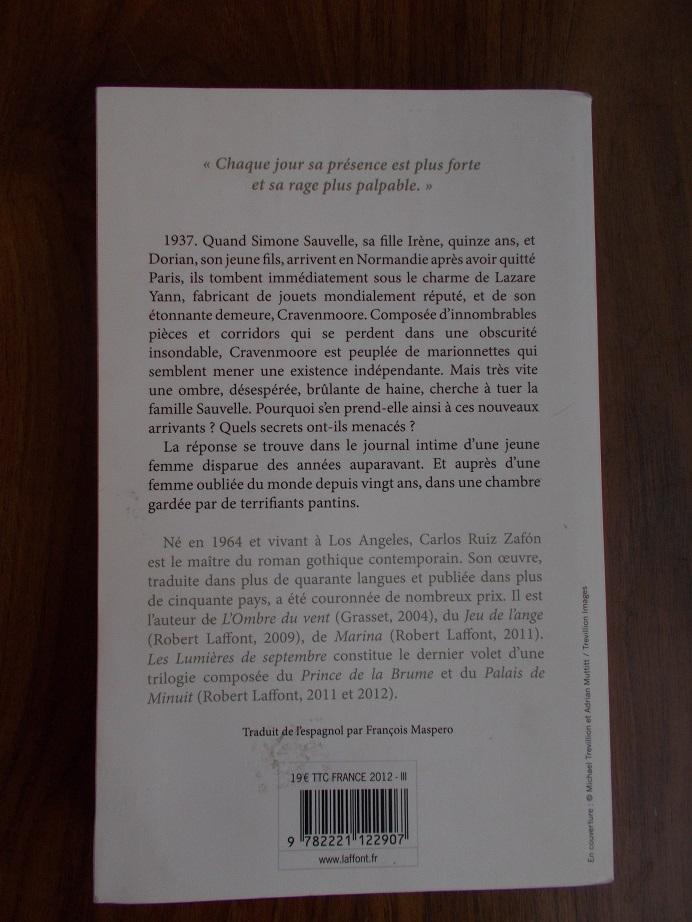 « Chaque jour sa présence est plus forte
et sa rage plus palpable. »
1937. Quand Simone Sauvelle, sa fille Irène, quinze ans, et
Dorian, son jeune fils, arrivent en Normandie après avoir quitté
Paris, ils tombent immédiatement sous le charme de Lazare
Yann, fabricant de jouets mondialement réputé, et de son
étonnante demeure, Cravenmoore. Composée d'innombrables
pièces et corridors qui se perdent dans une obscurité
insondable, Cravenmoore est peuplée de marionnettes qui
semblent mener une existence indépendante. Mais très vite
une ombre, désespérée, brûlante de haine, cherche à tuer la
famille Sauvelle. Pourquoi s'en prend-elle ainsi à ces nouveaux
arrivants ? Quels secrets ont-ils menacés ?
La réponse se trouve dans le journal intime d'une jeune
femme disparue des années auparavant. Et auprès d'une
femme oubliée du monde depuis vingt ans, dans une chambre
gardée par de terrifiants pantins.
Né en 1964 et vivant à Los Angeles, Carlos Ruiz Zafón
est le maître du roman gothique contemporain. Son œuvre,
traduite dans plus de quarante langues et publiée dans plus
de cinquante pays, a été couronnée de nombreux prix. Il est
l'auteur de L'Ombre du vent (Grasset, 2004), du Jeu de l'ange
(Robert Laffont, 2009), de Marina (Robert Laffont, 2011).
Les Lumières de septembre constitue le dernier volet d'une
trilogie composée du Prince de la Brume et du Palais de
Minuit (Robert Laffont, 2011 et 2012).
Traduit de l'espagnol par François Maspero
19 € TTC FRANCE 2012 - III
9 782221 122907
www.laffont.fr
En couverture : © Michael Trevillion et Adrian Muttitt / Trevillion Images